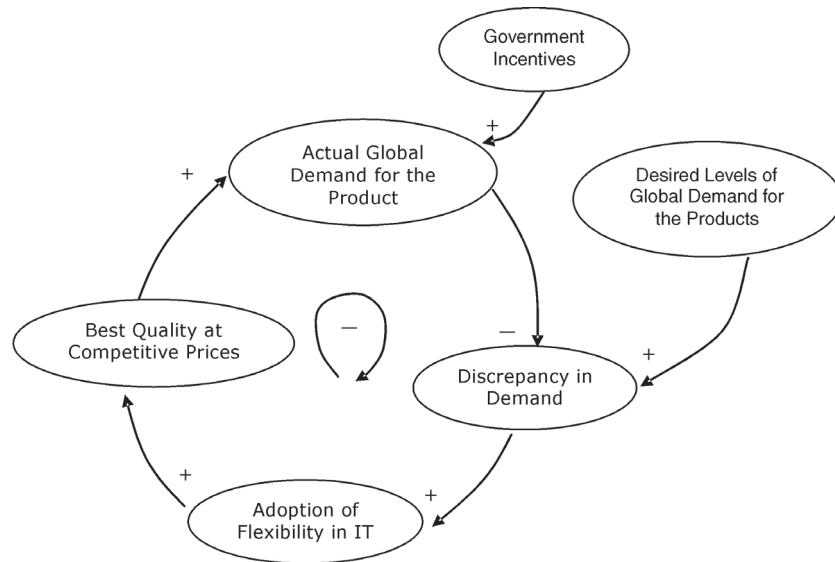 Government
Incentives
+
Actual Global
Demand for the
Product
Desired Levels of
Global Demand for
the Products
+
Best Quality at
Competitive Prices
−
−
+
Discrepancy in
Demand
+
+
Adoption of
Flexibility in IT